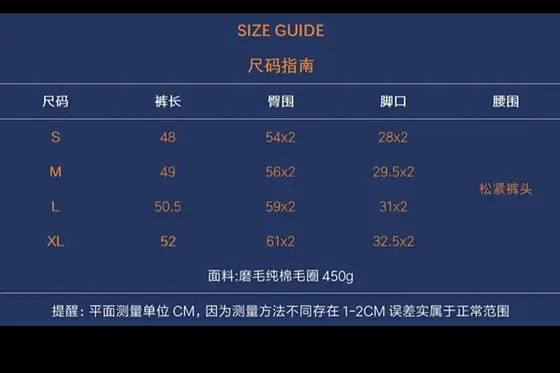 SIZE GUIDE
尺码指南
尺码 裤长 臀围 脚口 腰围
S 48 54x2 28x2
M 49 56x2 29.5x2
松紧裤头
L 50.5 59x2 31x2
XL 52 61x2 32.5x2
面料:磨毛纯棉毛圈 450g
提醒：平面测量单位 CM，因为测量方法不同存在 1-2CM 误差实属于正常范围